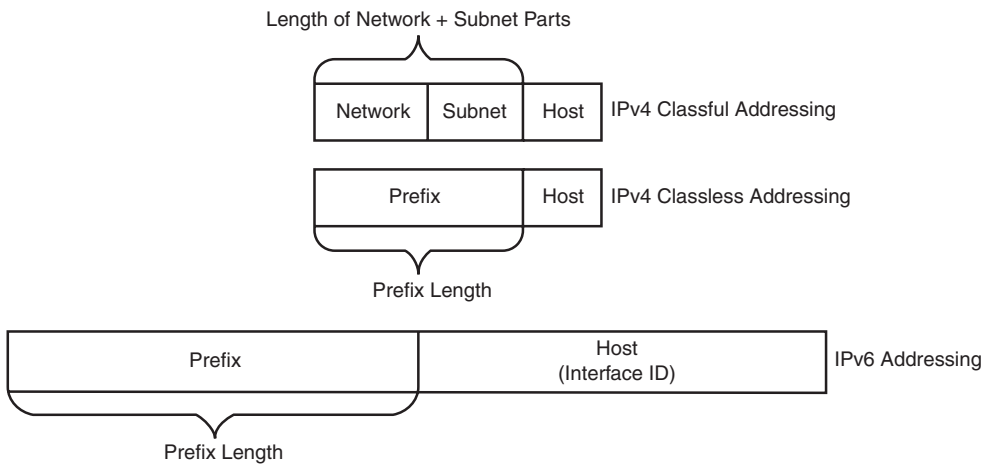 Length of Network + Subnet Parts
Network
Subnet
Host
IPv4 Classful Addressing
Prefix
Host
IPv4 Classless Addressing
Prefix Length
Prefix
Host
(Interface ID)
IPv6 Addressing
Prefix Length